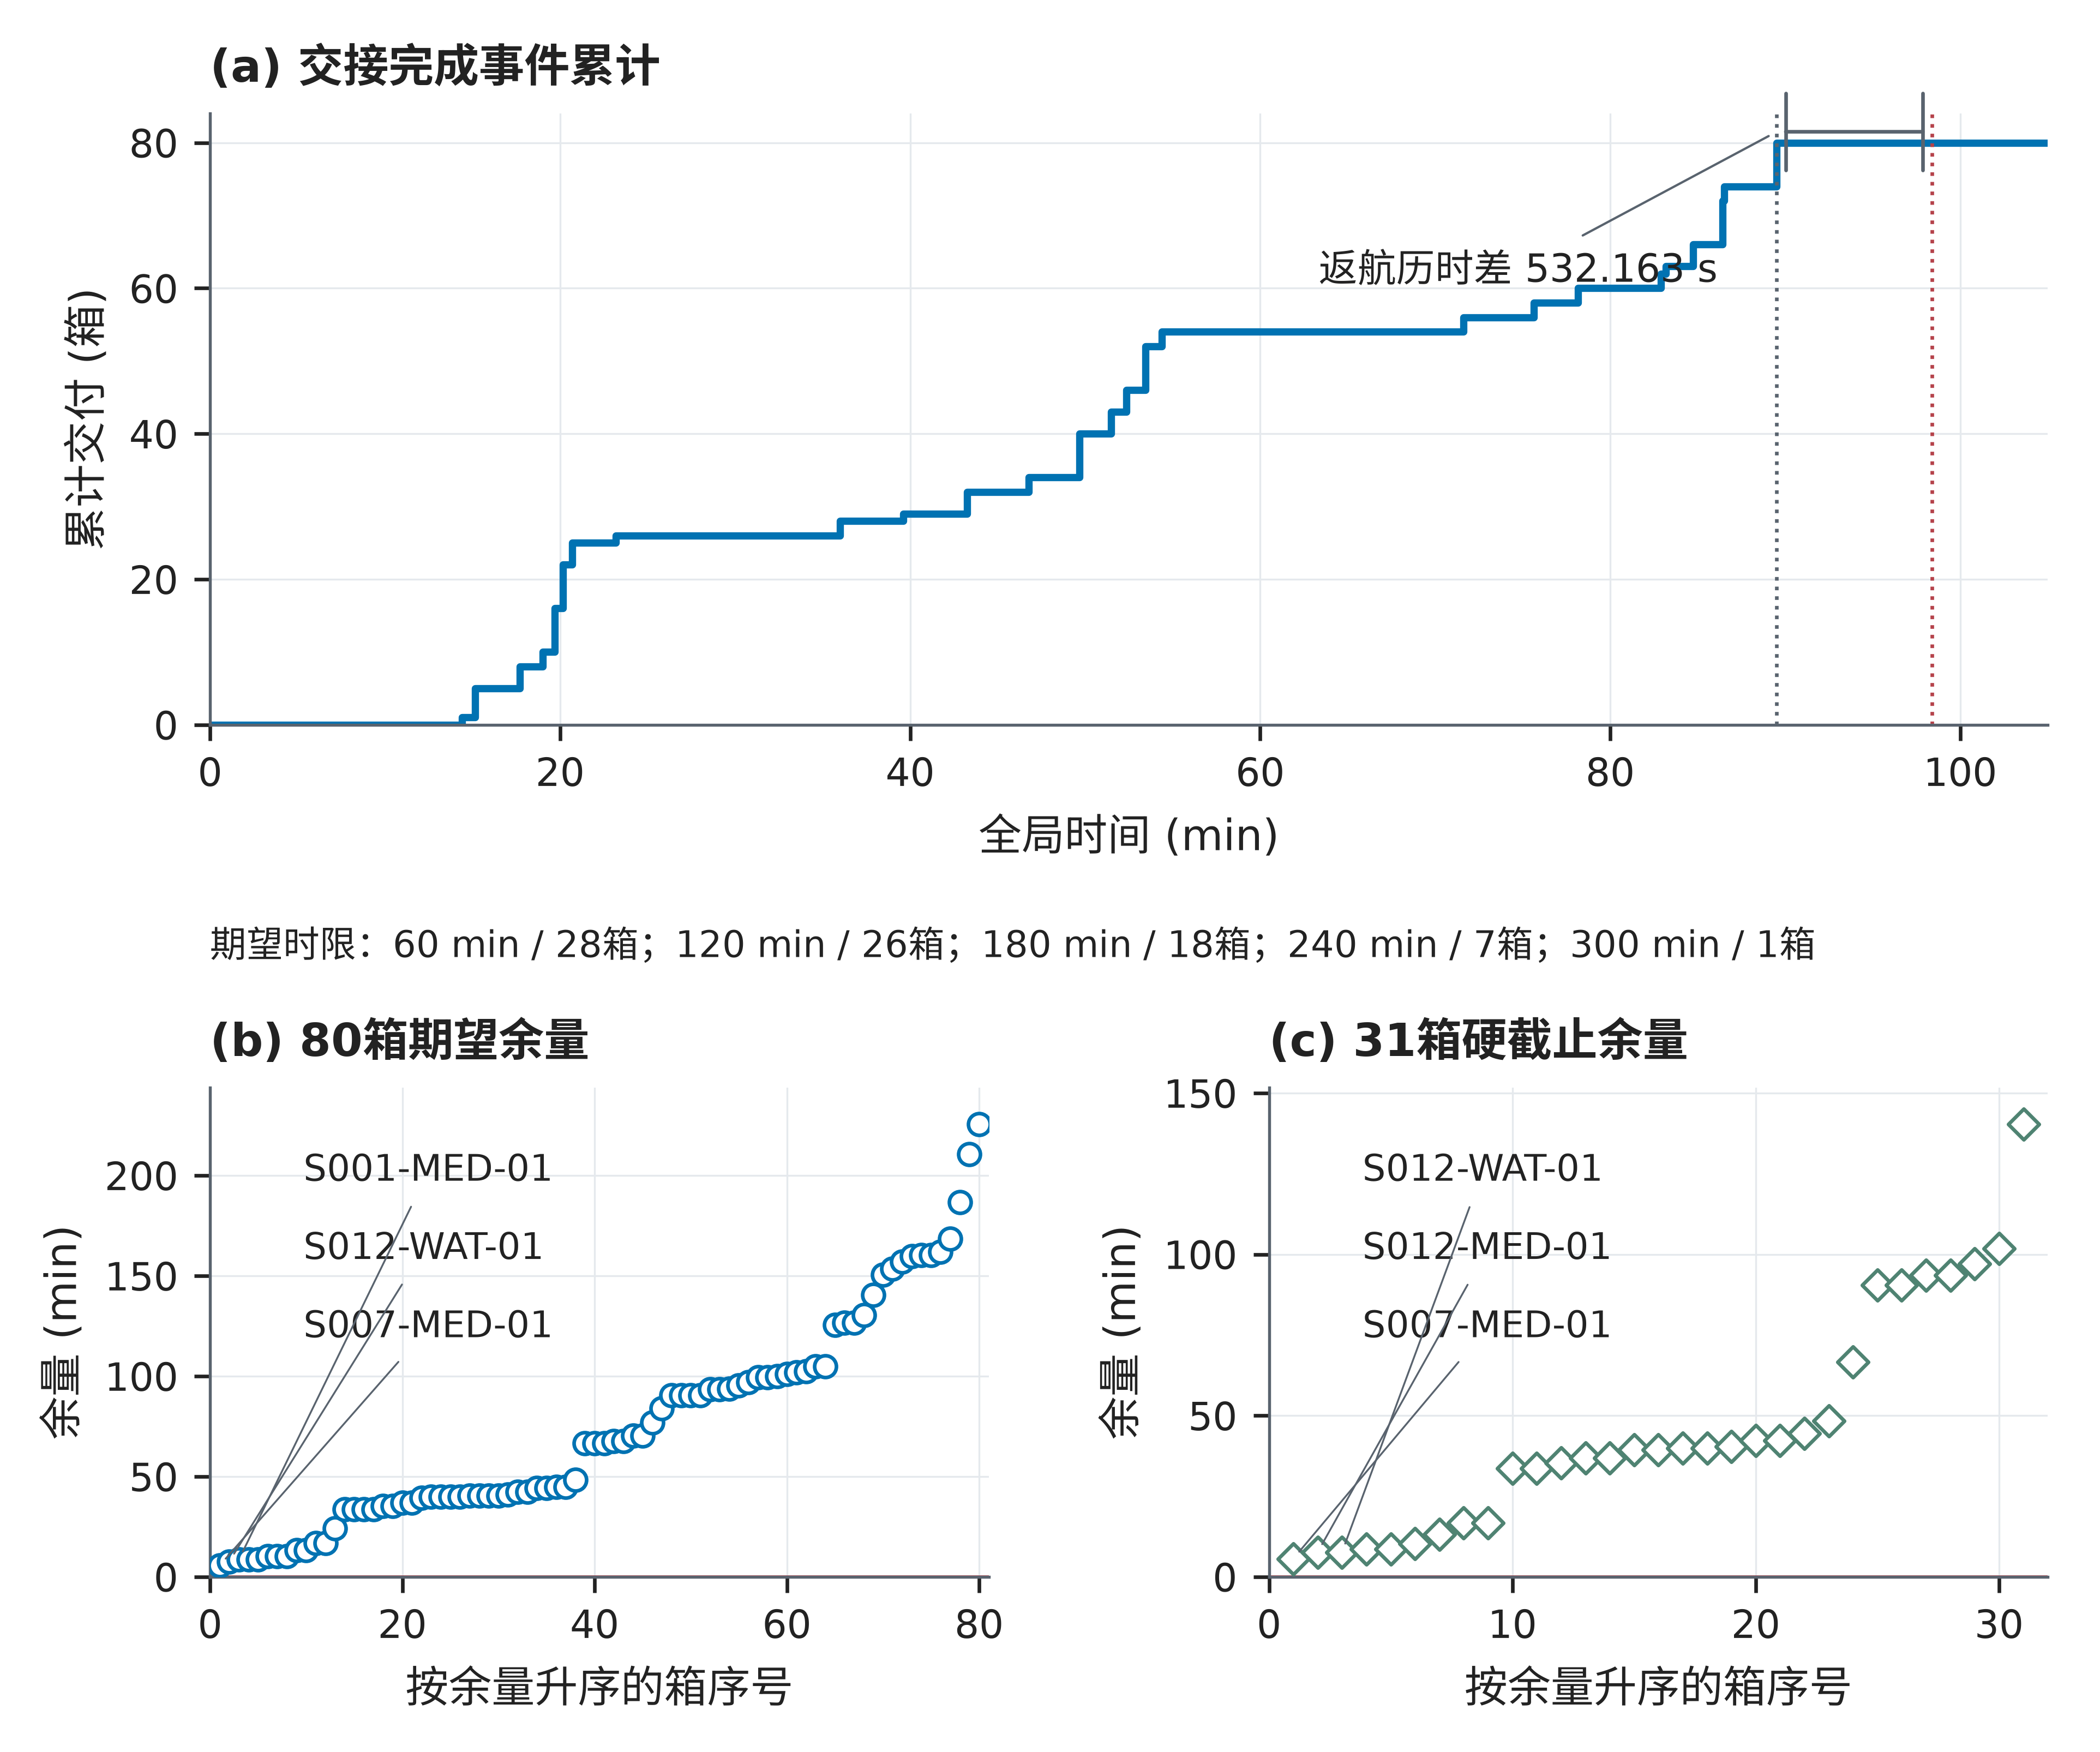 (a) 交接完成事件累计
累计交付 (箱)
80
60
40
20
0
返航历时差 532.163 s
0 20 40 60 80 100
全局时间 (min)
期望时限：60 min / 28箱；120 min / 26箱；180 min / 18箱；240 min / 7箱；300 min / 1箱
(b) 80箱期望余量
余量 (min)
200
150
100
50
0
S001-MED-01
S012-WAT-01
S007-MED-01
0 20 40 60 80
按余量升序的箱序号
(c) 31箱硬截止余量
余量 (min)
150
100
50
0
S012-WAT-01
S012-MED-01
S007-MED-01
0 10 20 30
按余量升序的箱序号